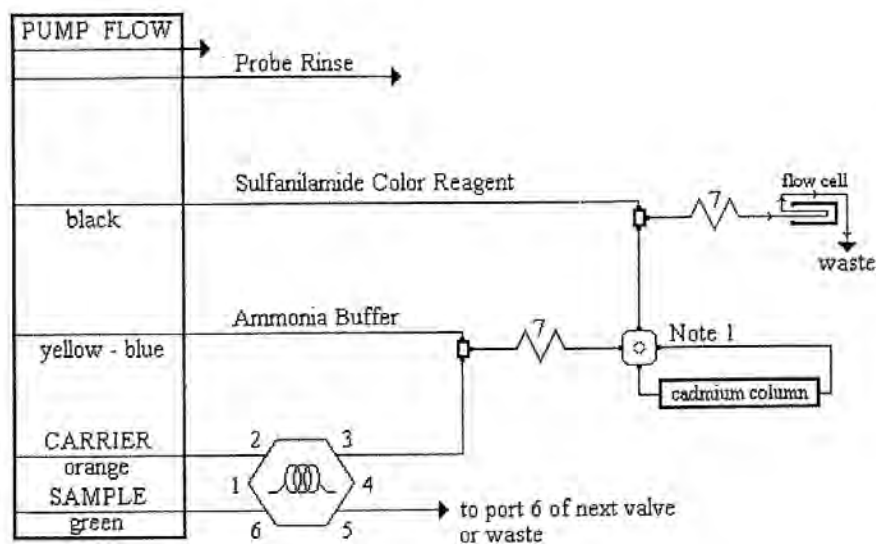 PUMP FLOW
Probe Rinse
Sulfanilamide Color Reagent
black
7
flow cell
waste
Ammonia Buffer
yellow - blue
7
Note 1
cadmium column
CARRIER
orange
2 3
1 4
SAMPLE
green
6 5
to port 6 of next valve
or waste